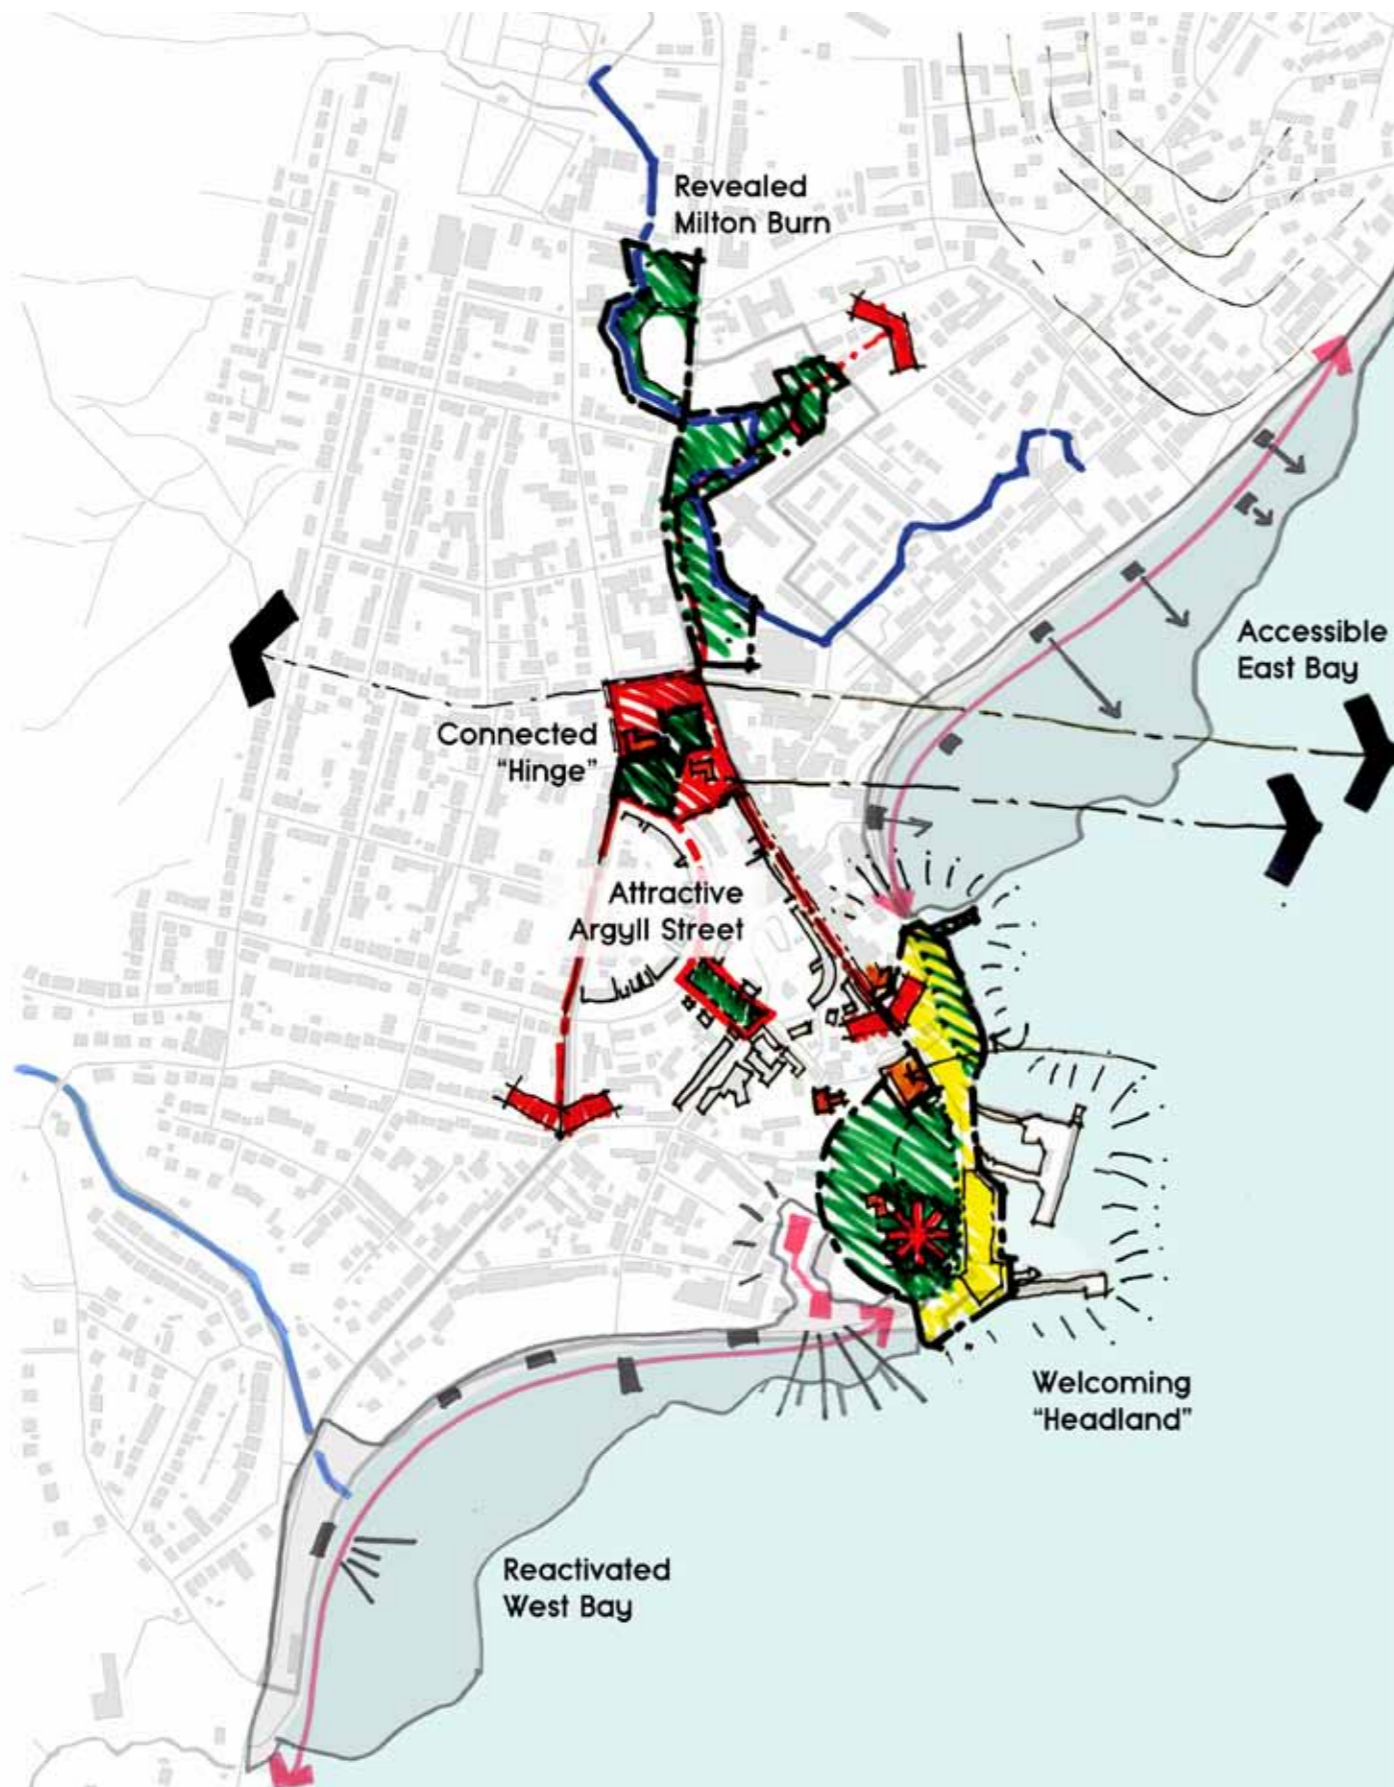 Revealed
Milton Burn
Accessible
East Bay
Connected
“Hinge”
Attractive
Argyll Street
Welcoming
“Headland”
Reactivated
West Bay